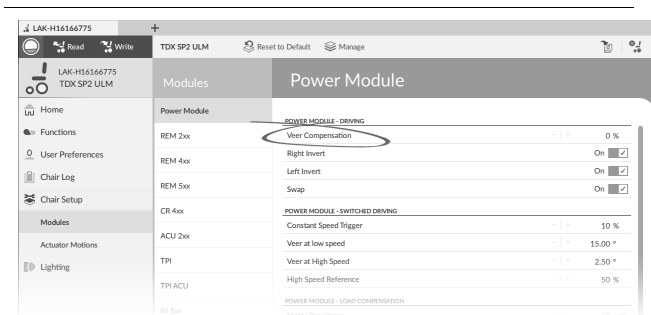 LAK-H16166775 +
Read Write TDX SP2 ULM Reset to Default Manage
LAK-H16166775
TDX SP2 ULM
Modules
Power Module
Home
Functions
User Preferences
Chair Log
Chair Setup
Modules
Actuator Motions
Lighting
Power Module
REM 2xx
REM 4xx
REM 5xx
CR 4xx
ACU 2xx
TPI
TPI ACU
POWER MODULE - DRIVING
Veer Compensation - + 0 %
Right Invert On
Left Invert On
Swap On
POWER MODULE - SWITCHED DRIVING
Constant Speed Trigger - + 10 %
Veer at low speed - + 15.00 °
Veer at High Speed - + 2.50 °
High Speed Reference - + 50 %
POWER MODULE - LOAD COMPENSATION